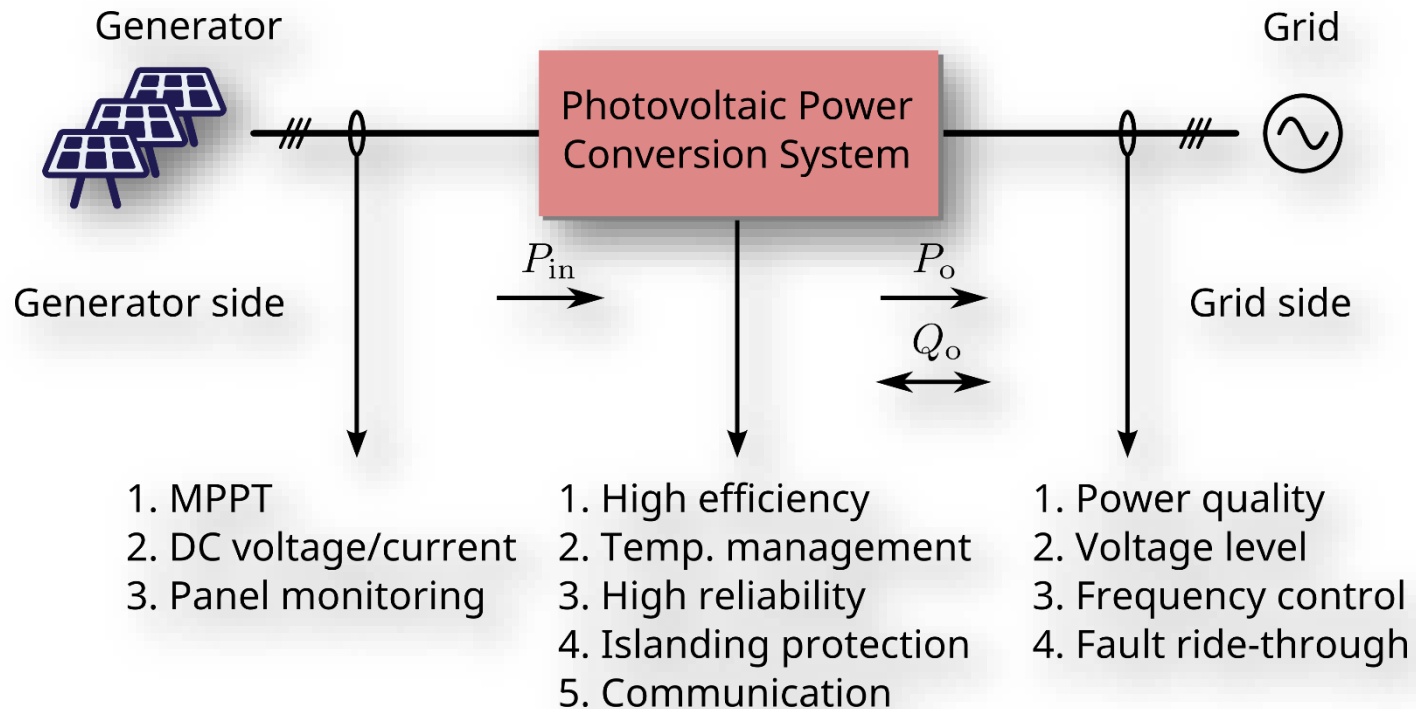 Generator
Grid
Photovoltaic Power
Conversion System
P_in
P_o
Generator side
Grid side
Q_o
1. MPPT
2. DC voltage/current
3. Panel monitoring
1. High efficiency
2. Temp. management
3. High reliability
4. Islanding protection
5. Communication
1. Power quality
2. Voltage level
3. Frequency control
4. Fault ride-through